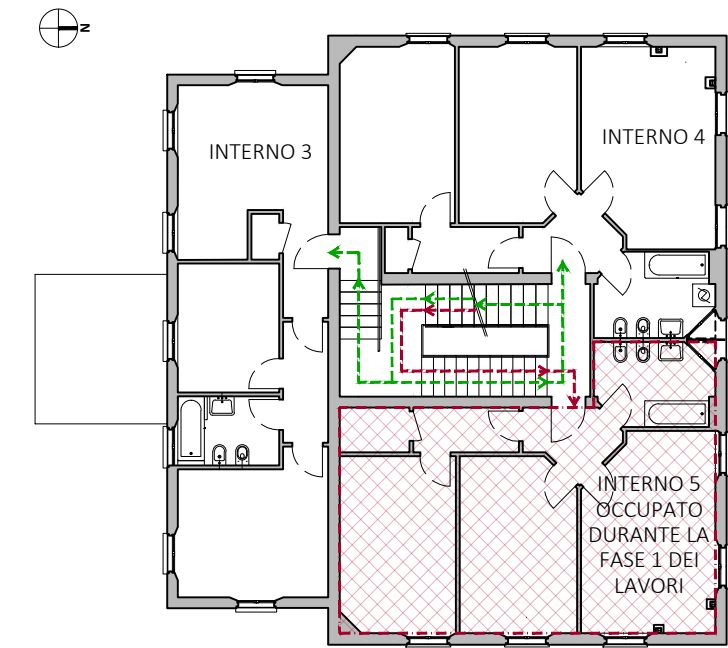 N
INTERNO 3
INTERNO 4
INTERNO 5
OCCUPATO
DURANTE LA
FASE 1 DEI
LAVORI